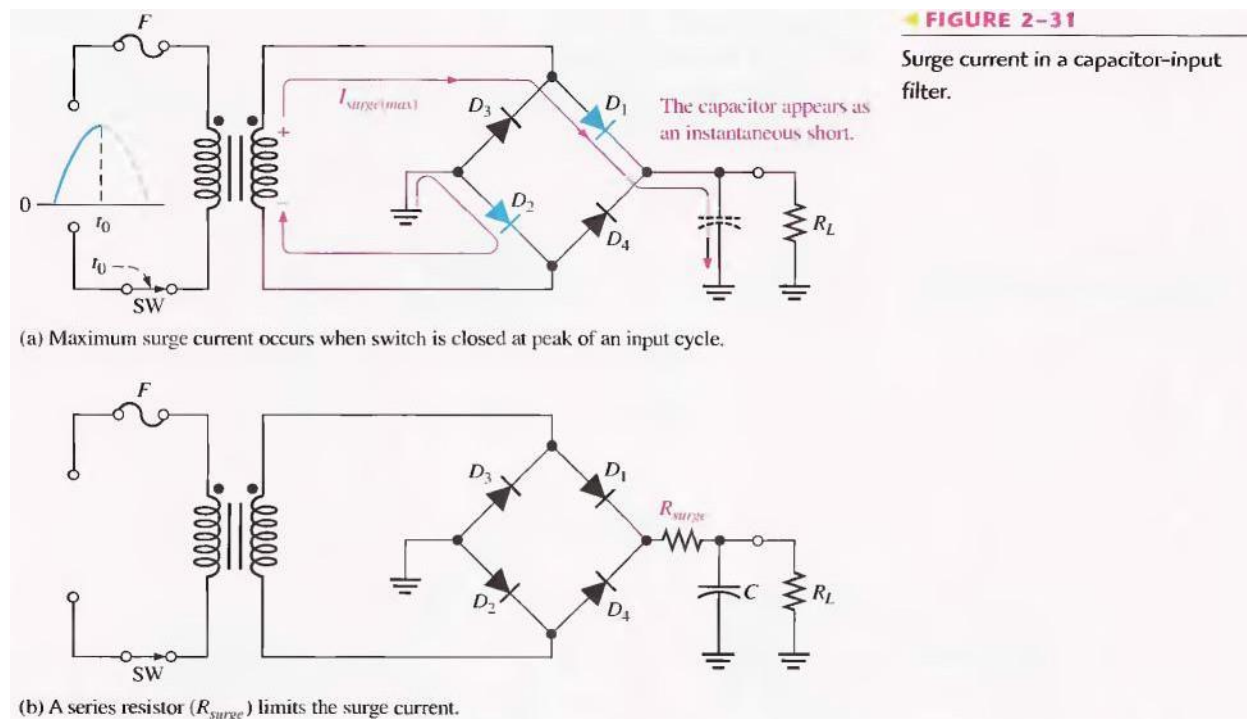 FIGURE 2–31
Surge current in a capacitor-input
filter.
F
I surge(max)
D3
D1
The capacitor appears as
an instantaneous short.
+
–
0
t0
D2
D4
RL
t0
SW
(a) Maximum surge current occurs when switch is closed at peak of an input cycle.
F
D3
D1
Rsurge
D2
D4
C
RL
SW
(b) A series resistor (Rsurge) limits the surge current.